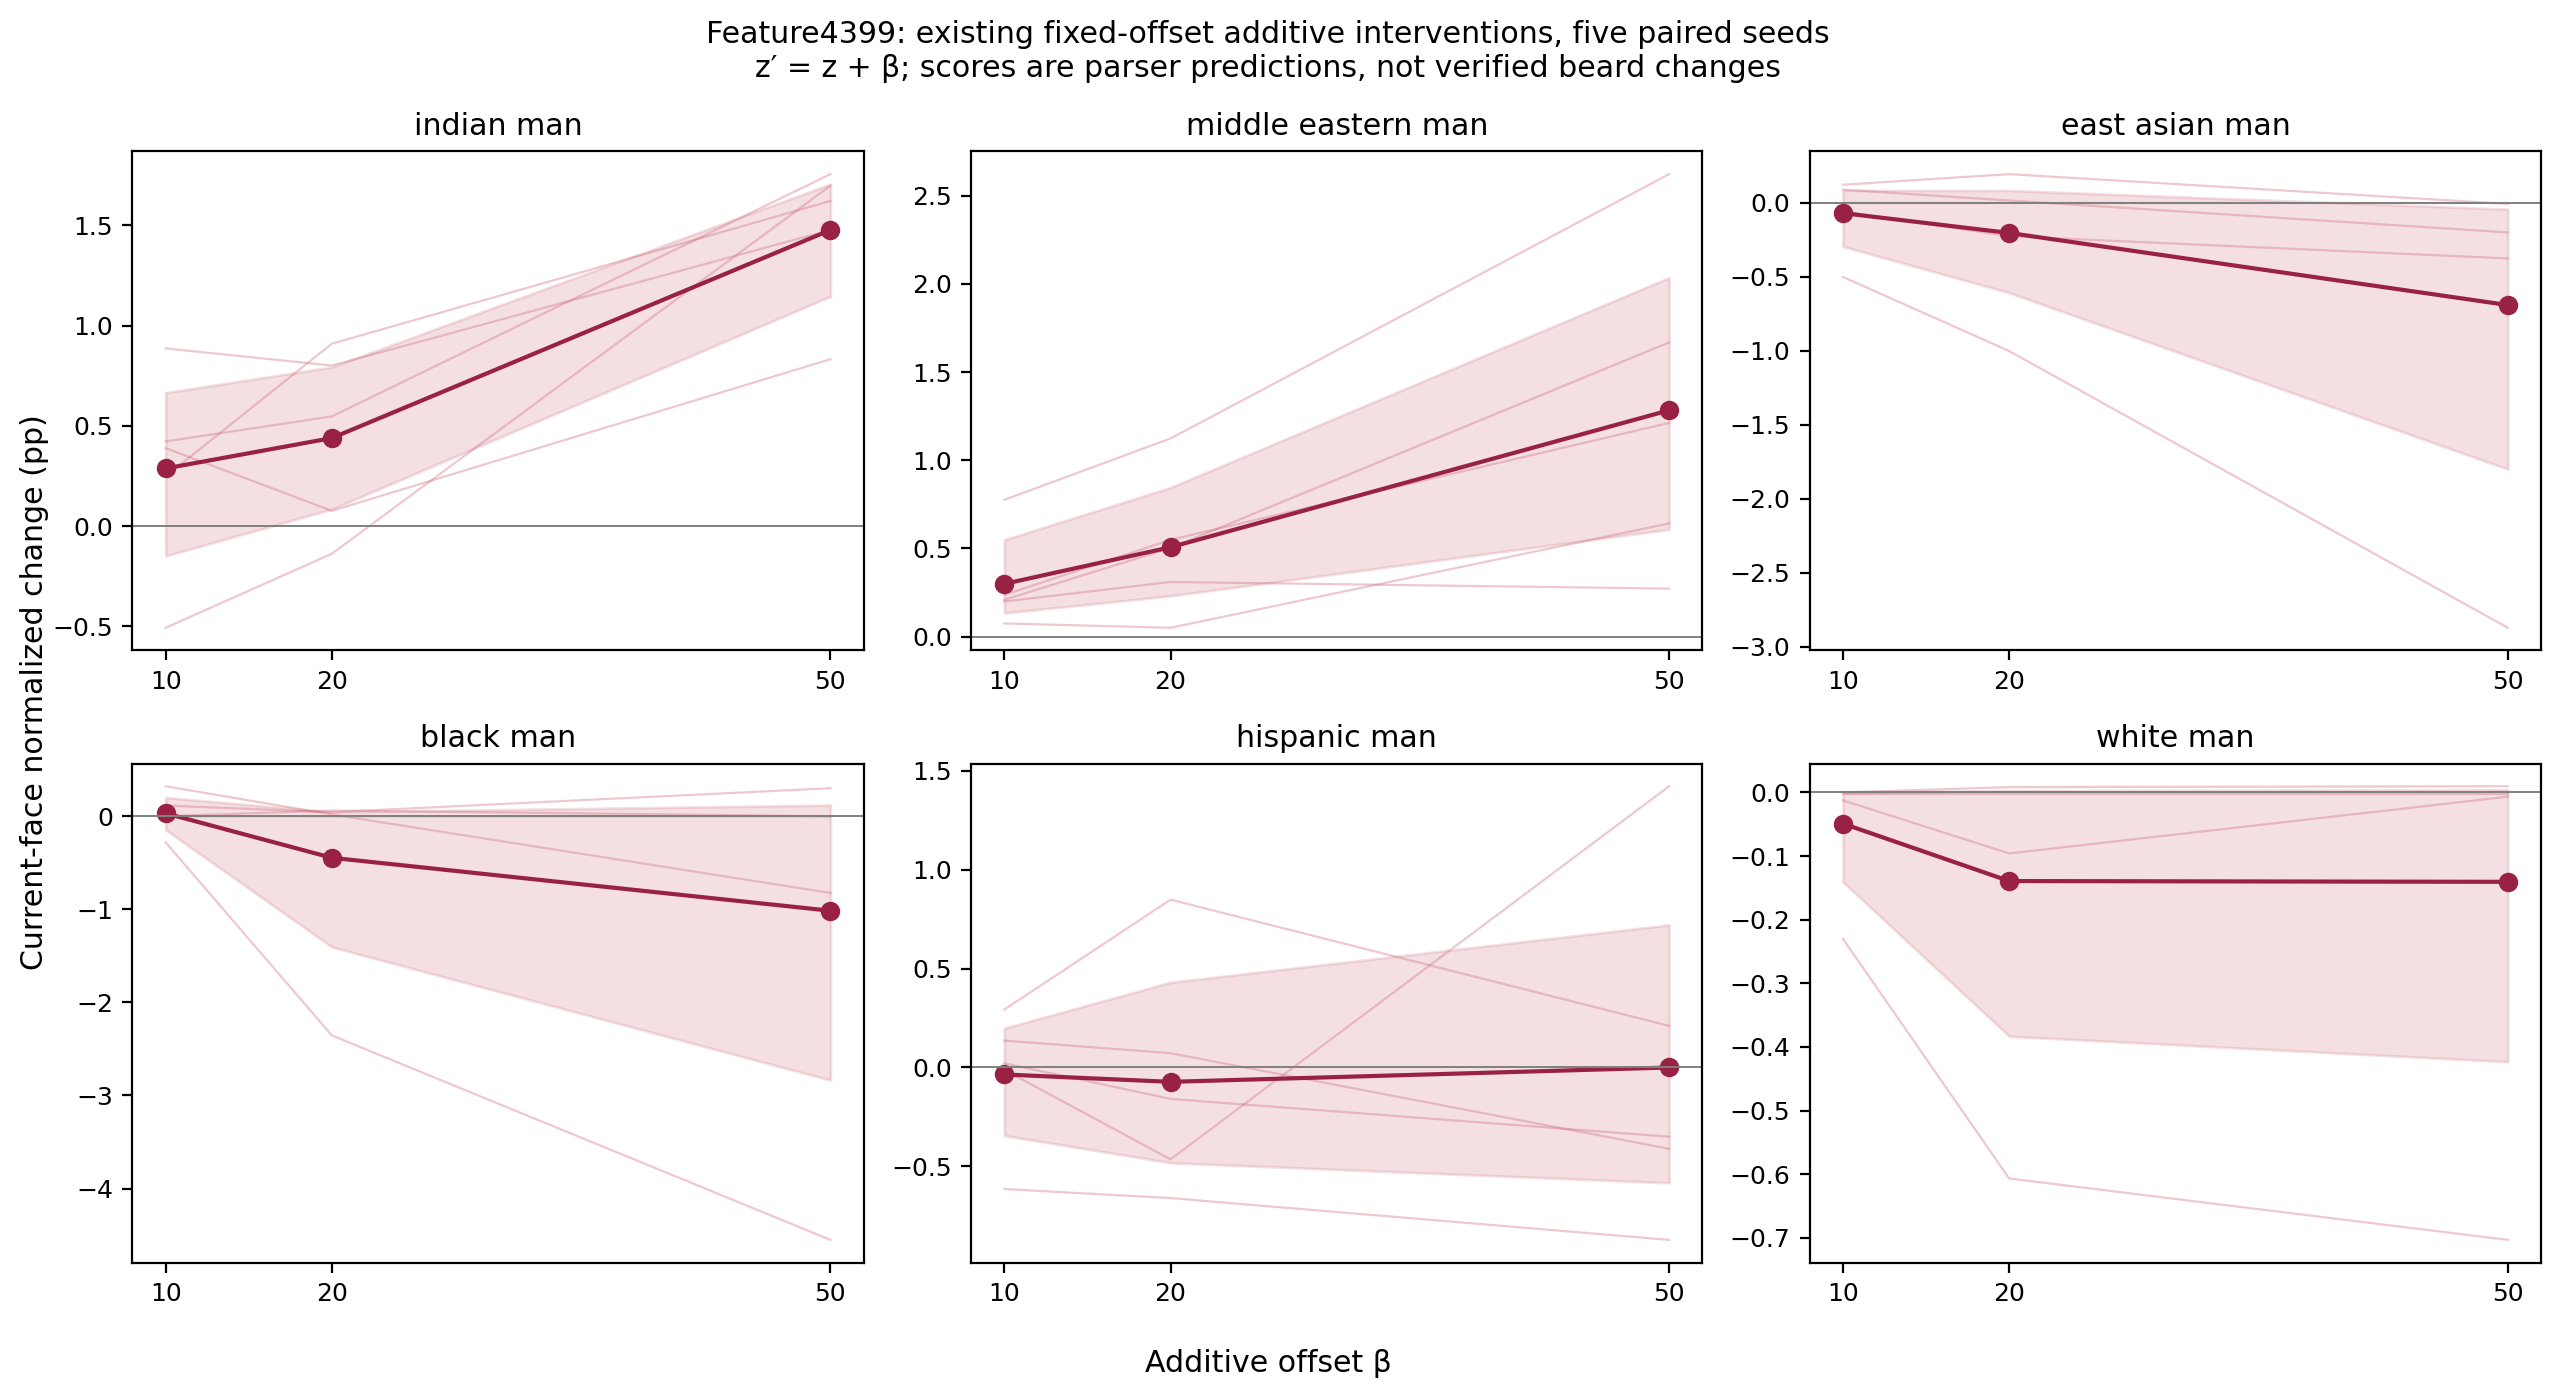 Feature4399: existing fixed-offset additive interventions, five paired seeds
z′ = z + β; scores are parser predictions, not verified beard changes
Current-face normalized change (pp)
indian man
1.5
1.0
0.5
0.0
−0.5
10 20 50
middle eastern man
2.5
2.0
1.5
1.0
0.5
0.0
10 20 50
east asian man
0.0
−0.5
−1.0
−1.5
−2.0
−2.5
−3.0
10 20 50
black man
0
−1
−2
−3
−4
10 20 50
hispanic man
1.5
1.0
0.5
0.0
−0.5
10 20 50
white man
0.0
−0.1
−0.2
−0.3
−0.4
−0.5
−0.6
−0.7
10 20 50
Additive offset β